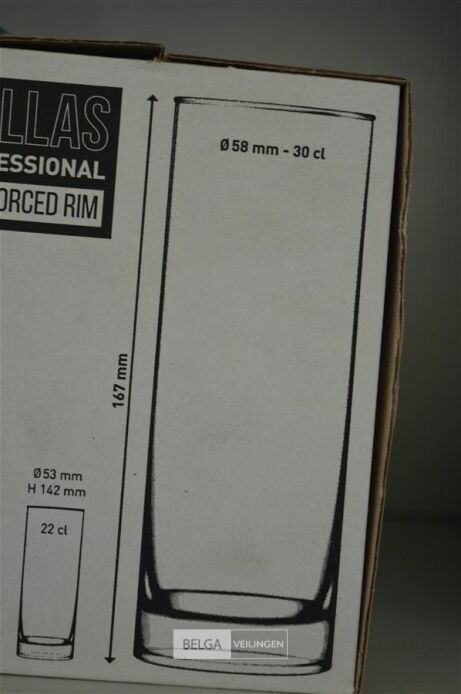 LLAS
ESSIONAL
ORCED RIM
Ø 58 mm - 30 cl
167 mm
Ø 53 mm
H 142 mm
22 cl
BELGA VEILINGEN